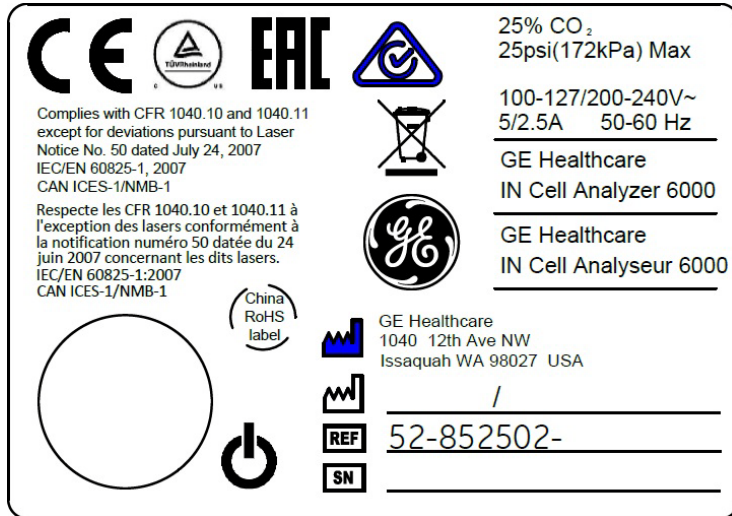 CE
TÜVRheinland
C US
EAC
25% CO₂
25psi(172kPa) Max
100-127/200-240V~
5/2.5A 50-60 Hz
Complies with CFR 1040.10 and 1040.11
except for deviations pursuant to Laser
Notice No. 50 dated July 24, 2007
IEC/EN 60825-1, 2007
CAN ICES-1/NMB-1
Respecte les CFR 1040.10 et 1040.11 à
l'exception des lasers conformément à
la notification numéro 50 datée du 24
juin 2007 concernant les dits lasers.
IEC/EN 60825-1:2007
CAN ICES-1/NMB-1
GE Healthcare
IN Cell Analyzer 6000
GE
GE Healthcare
IN Cell Analyseur 6000
China
RoHS
label
GE Healthcare
1040 12th Ave NW
Issaquah WA 98027 USA
/
REF 52-852502-
SN